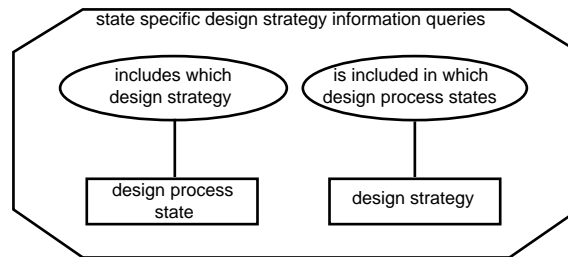 state specific design strategy information queries
includes which
design strategy
is included in which
design process states
design process
state
design strategy